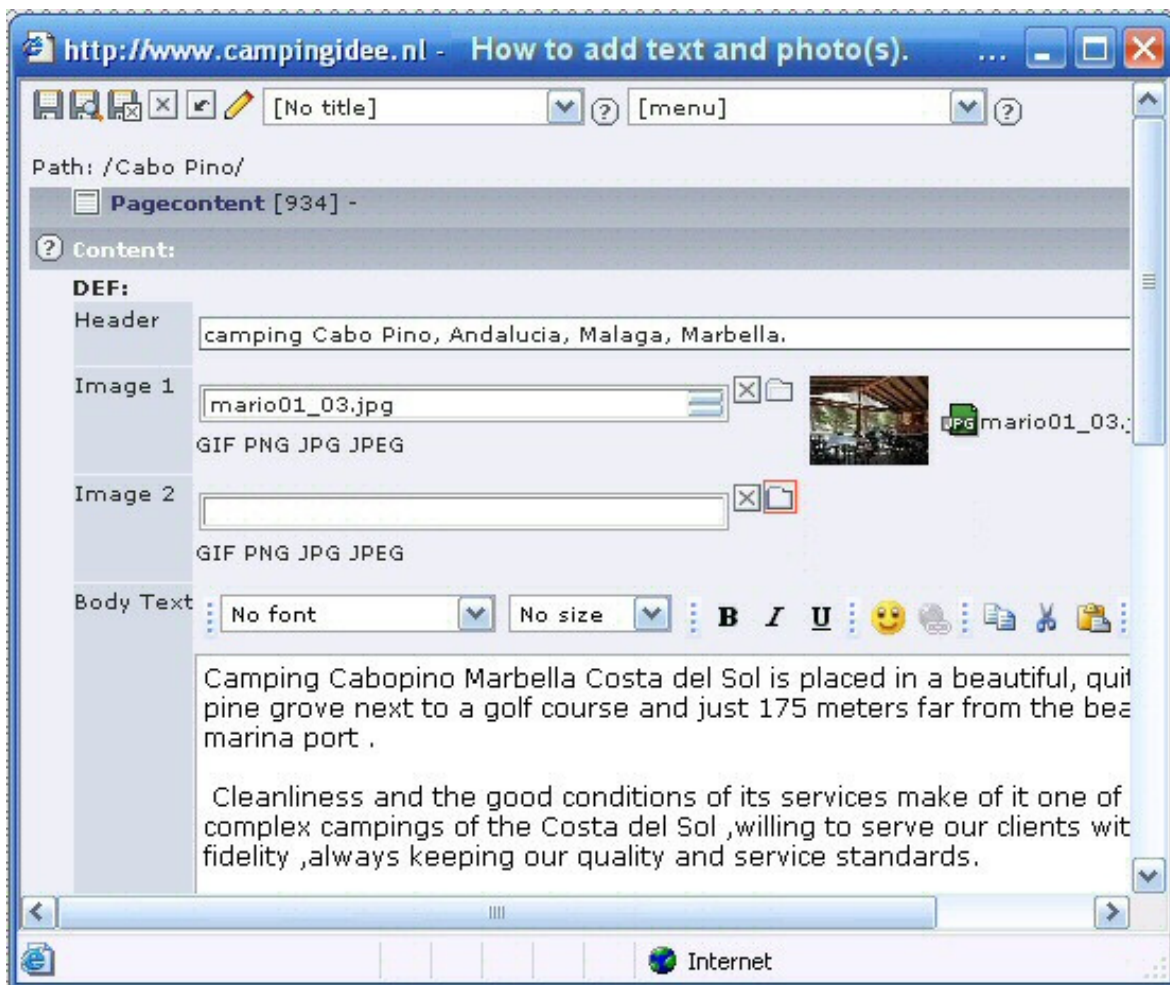 http://www.campingidee.nl - How to add text and photo(s). ...
[No title] ? [menu] ?
Path: /Cabo Pino/
Pagecontent [934] -
? Content:
DEF:
Header
camping Cabo Pino, Andalucia, Malaga, Marbella.
Image 1
mario01_03.jpg
JPG mario01_03.
GIF PNG JPG JPEG
Image 2
GIF PNG JPG JPEG
Body Text
No font No size B I U
Camping Cabopino Marbella Costa del Sol is placed in a beautiful, quit
pine grove next to a golf course and just 175 meters far from the bea
marina port .
Cleanliness and the good conditions of its services make of it one of
complex campings of the Costa del Sol ,willing to serve our clients wit
fidelity ,always keeping our quality and service standards.
Internet